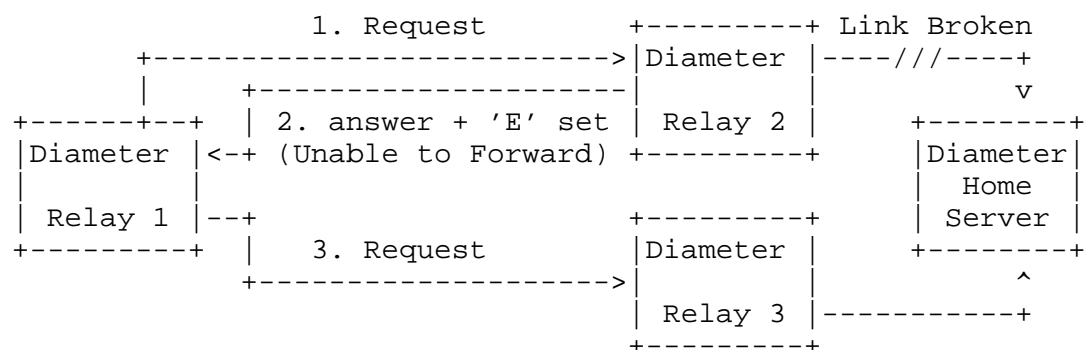 1. Request Link Broken
Diameter
2. answer + 'E' set Relay 2
Diameter (Unable to Forward) Diameter
Home
Relay 1 Server
3. Request Diameter
Relay 3